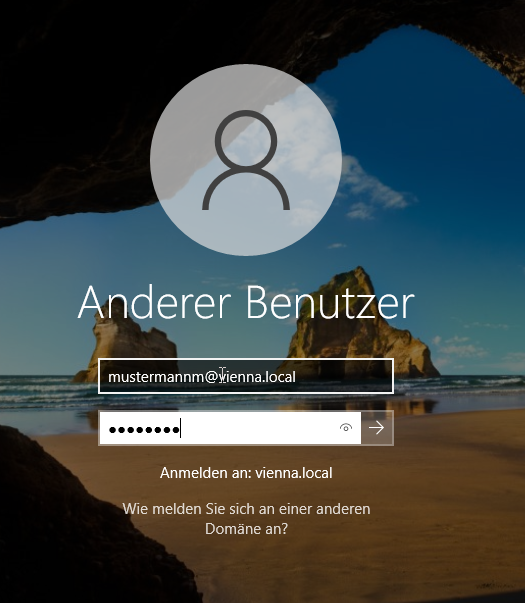 Anderer Benutzer
mustermannm@vienna.local
●●●●●●●●
Anmelden an: vienna.local
Wie melden Sie sich an einer anderen
Domäne an?